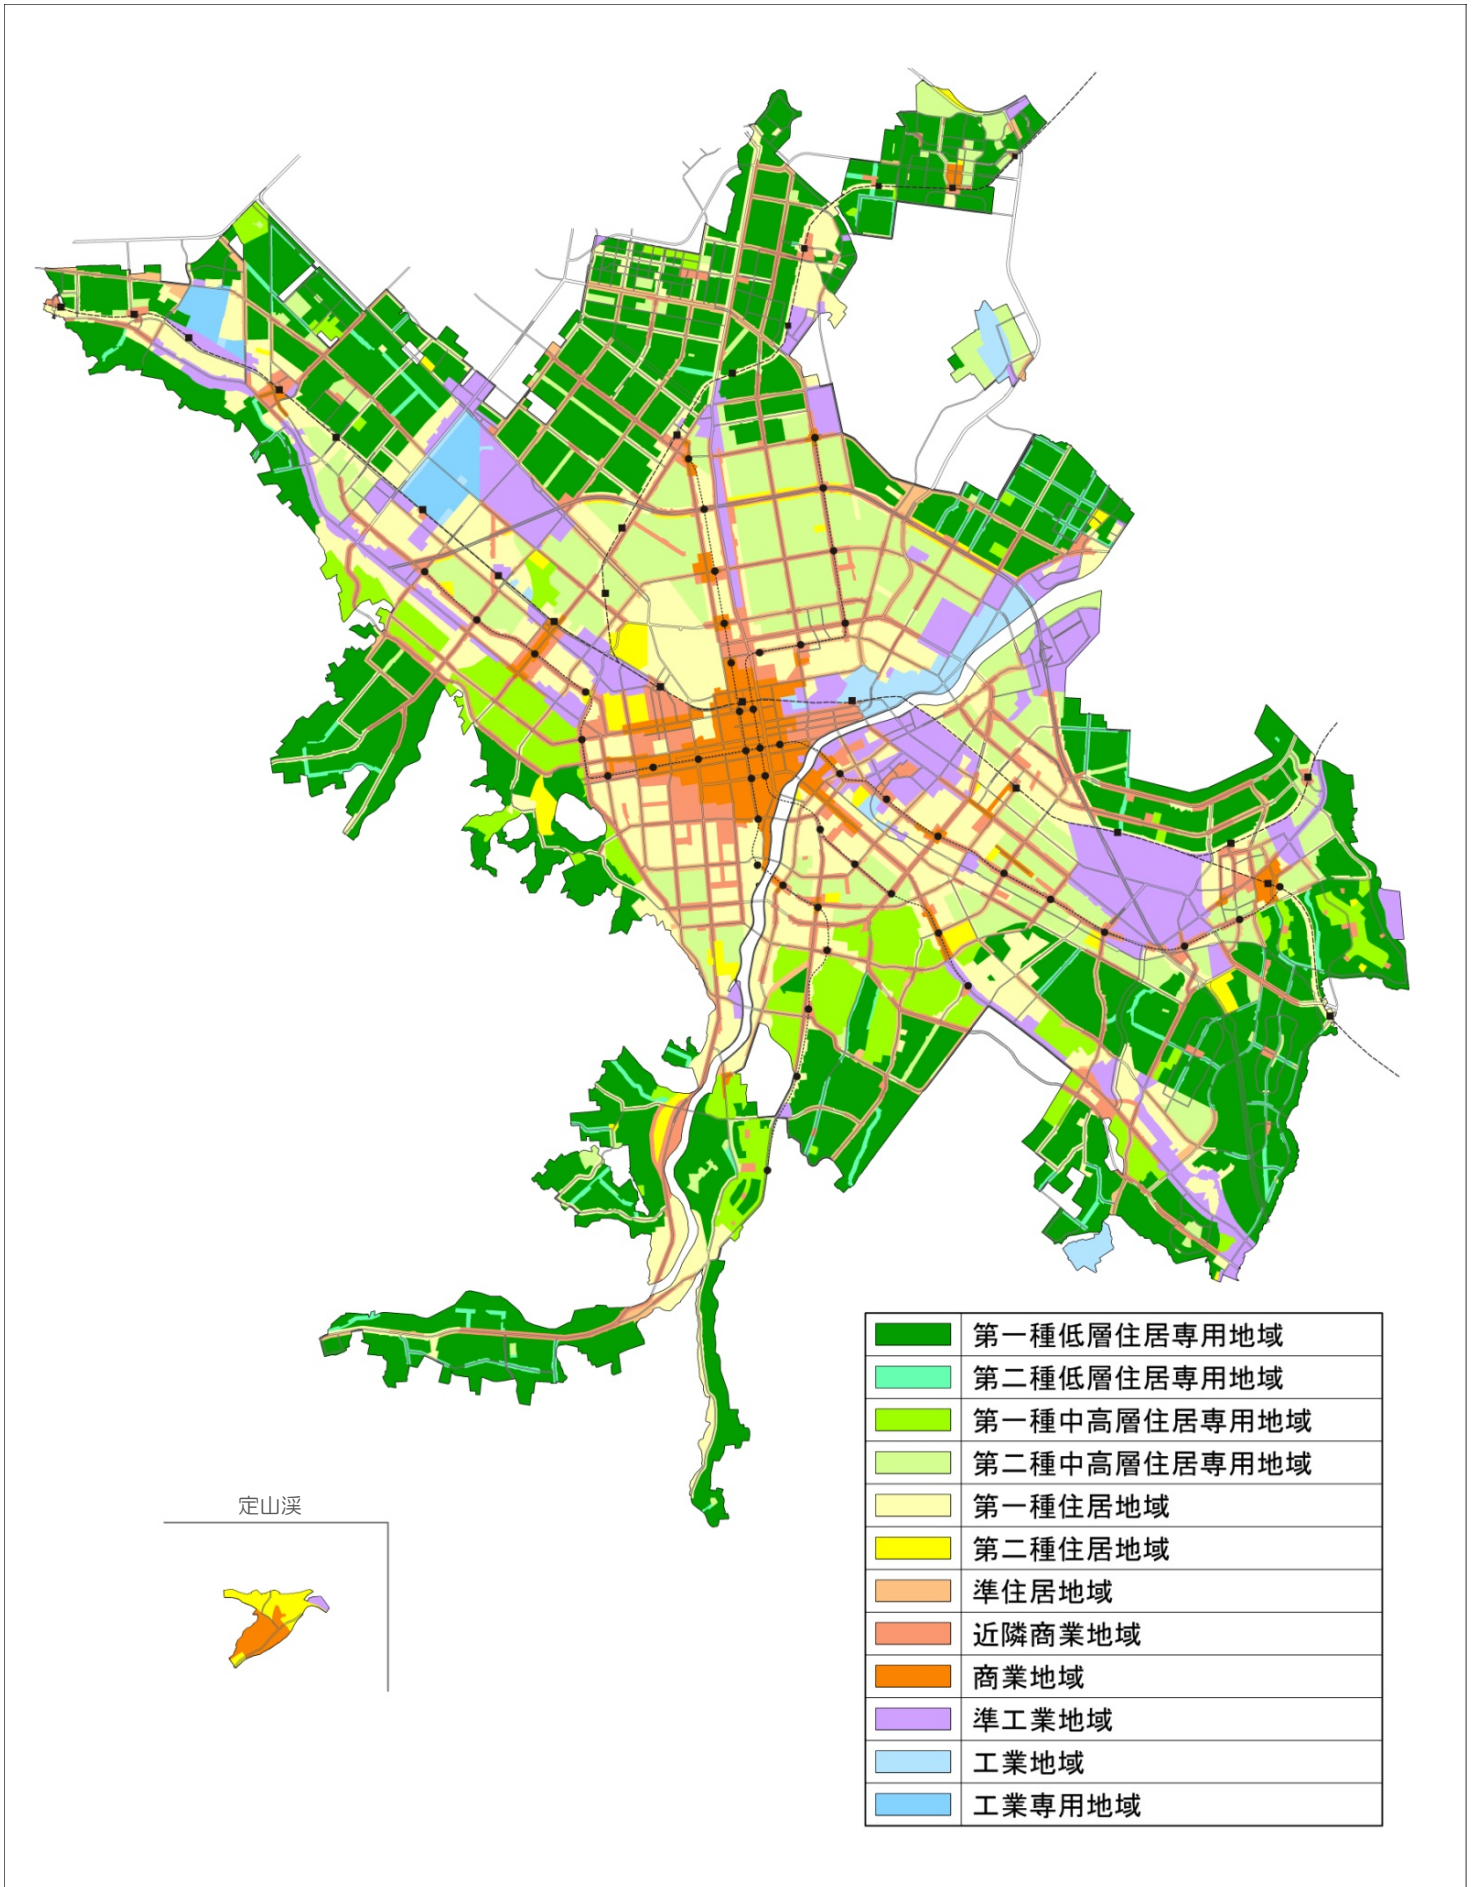 第一種低層住居専用地域
第二種低層住居専用地域
第一種中高層住居専用地域
第二種中高層住居専用地域
第一種住居地域
第二種住居地域
準住居地域
近隣商業地域
商業地域
準工業地域
工業地域
工業専用地域
定山渓